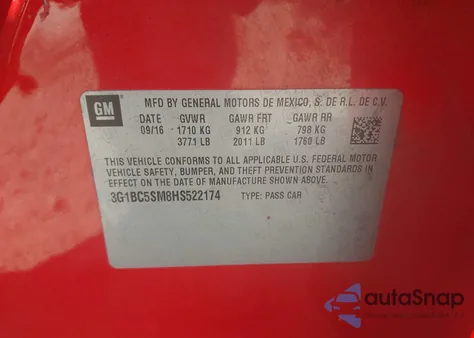 GM
MFD BY GENERAL MOTORS DE MEXICO, S. DE R.L. DE C.V.
DATE GVWR GAWR FRT GAWR RR
09/16 1710 KG 912 KG 798 KG
3771 LB 2011 LB 1760 LB
THIS VEHICLE CONFORMS TO ALL APPLICABLE U.S. FEDERAL MOTOR
VEHICLE SAFETY, BUMPER, AND THEFT PREVENTION STANDARDS IN
EFFECT ON THE DATE OF MANUFACTURE SHOWN ABOVE.
3G1BC5SM8HS522174 TYPE: PASS CAR
autoSnap